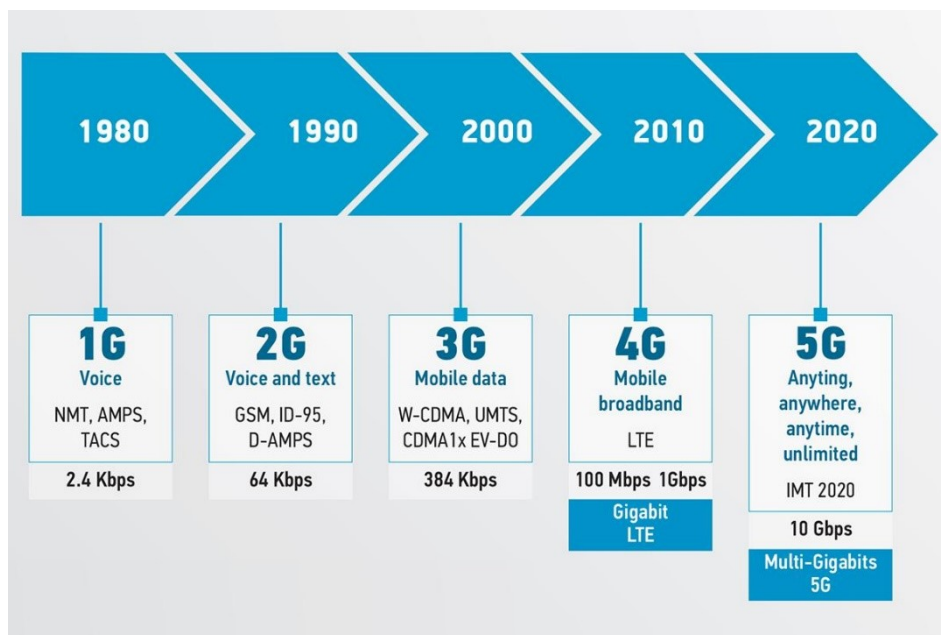 1980
1990
2000
2010
2020
1G
Voice
NMT, AMPS,
TACS
2.4 Kbps
2G
Voice and text
GSM, ID-95,
D-AMPS
64 Kbps
3G
Mobile data
W-CDMA, UMTS,
CDMA1x EV-DO
384 Kbps
4G
Mobile
broadband
LTE
100 Mbps 1Gbps
Gigabit
LTE
5G
Anyting,
anywhere,
anytime,
unlimited
IMT 2020
10 Gbps
Multi-Gigabits
5G